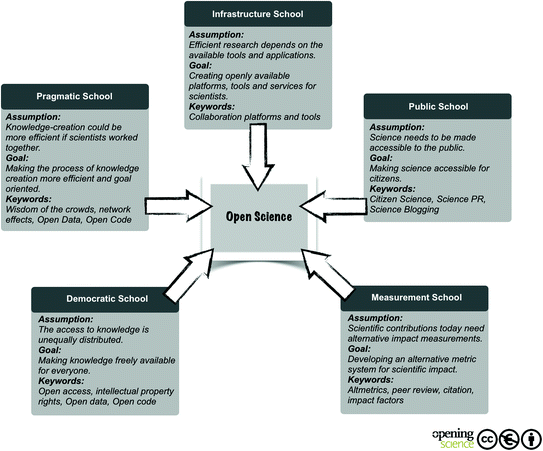 Infrastructure School
Assumption:
Efficient research depends on the
available tools and applications.
Goal:
Creating openly available
platforms, tools and services for
scientists.
Keywords:
Collaboration platforms and tools
Pragmatic School
Assumption:
Knowledge-creation could be
more efficient if scientists worked
together.
Goal:
Making the process of knowledge
creation more efficient and goal
oriented.
Keywords:
Wisdom of the crowds, network
effects, Open Data, Open Code
Public School
Assumption:
Science needs to be made
accessible to the public.
Goal:
Making science accessible for
citizens.
Keywords:
Citizen Science, Science PR,
Science Blogging
Open Science
Democratic School
Assumption:
The access to knowledge is
unequally distributed.
Goal:
Making knowledge freely available
for everyone.
Keywords:
Open access, intellectual property
rights, Open data, Open code
Measurement School
Assumption:
Scientific contributions today need
alternative impact measurements.
Goal:
Developing an alternative metric
system for scientific impact.
Keywords:
Altmetrics, peer review, citation,
impact factors
opening
science
cc